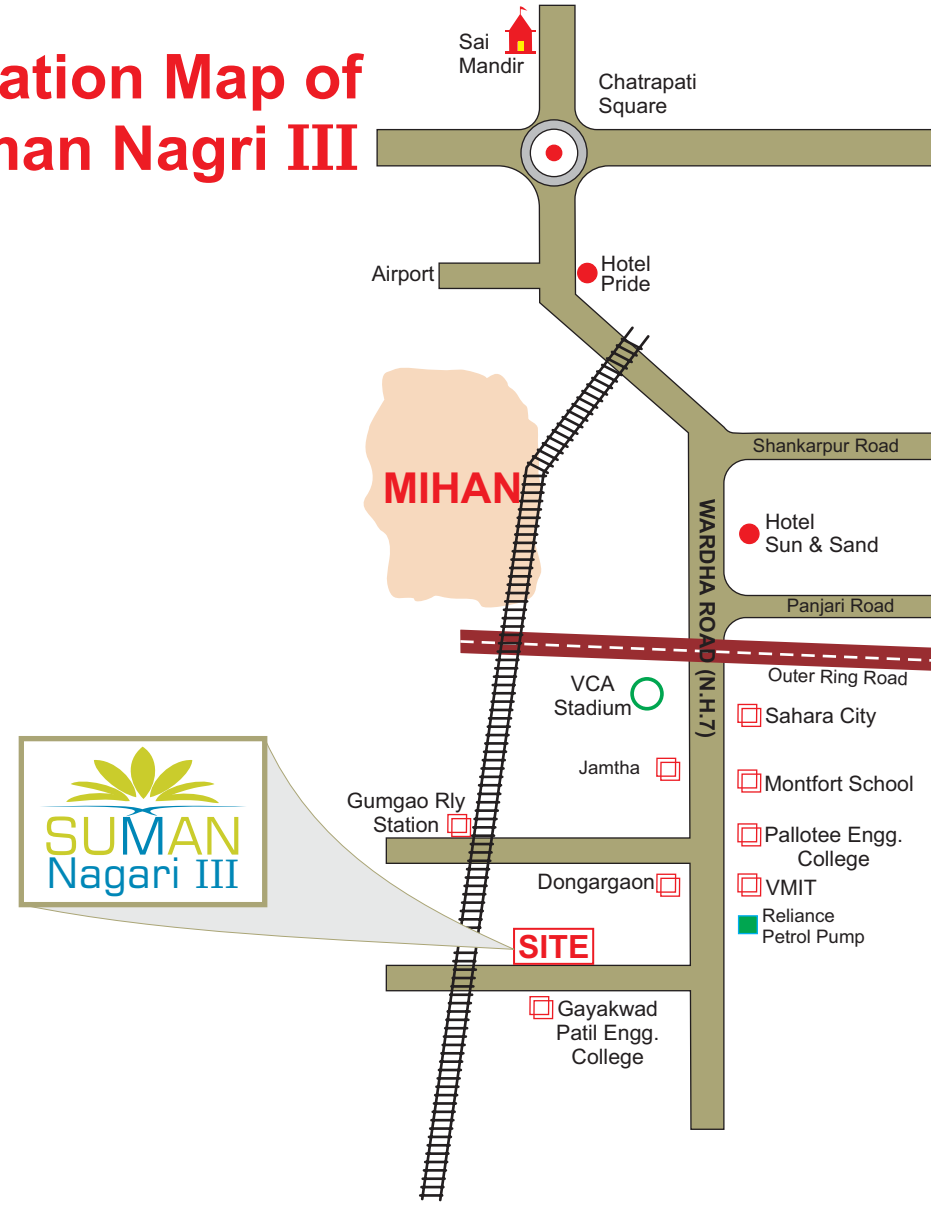 Sai
Mandir
Chatrapati
Square
ation Map of
man Nagri III
Airport
Hotel
Pride
Shankarpur Road
MIHAN
WARDHA ROAD (N.H.7)
Hotel
Sun & Sand
Panjari Road
Outer Ring Road
VCA
Stadium
Sahara City
Jamtha
Montfort School
Gumgao Rly
Station
SUMAN
Nagari III
Pallotee Engg.
College
Dongargaon
VMIT
Reliance
Petrol Pump
SITE
Gayakwad
Patil Engg.
College